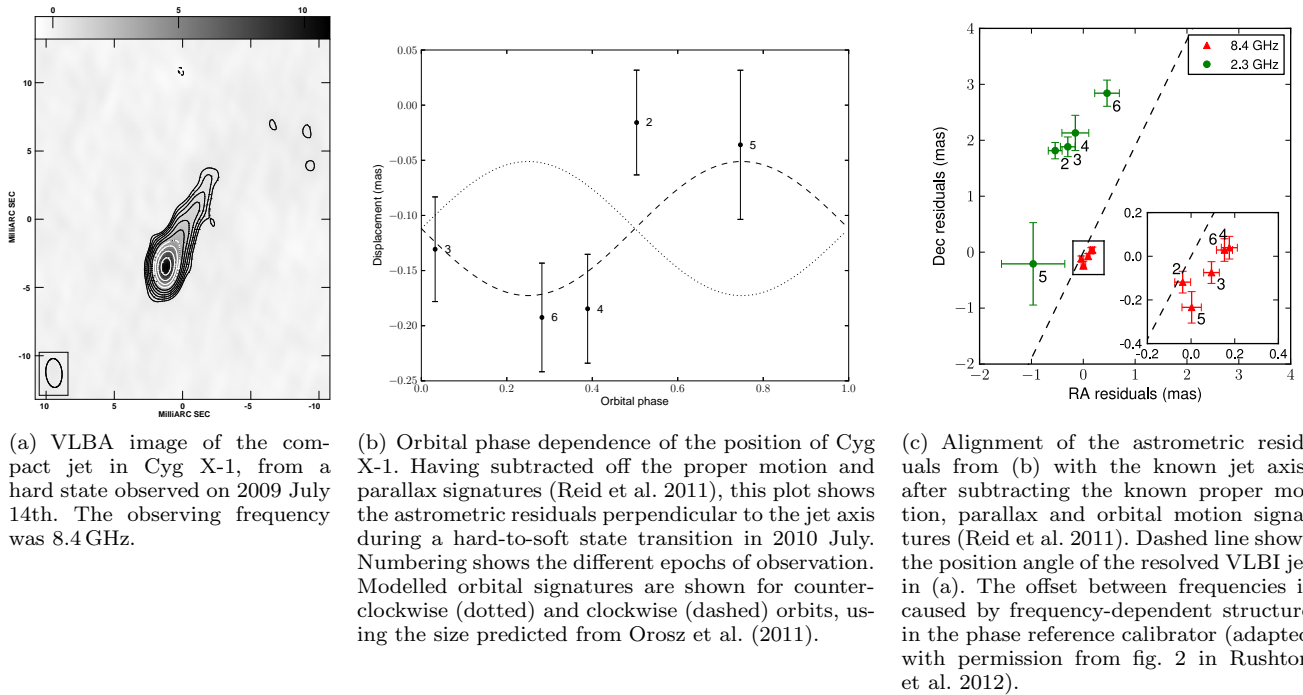 0 5 10
MilliARC SEC
10
5
0
-5
-10
10 5 0 -5 -10
MilliARC SEC
0.05
0.00
−0.05
−0.10
−0.15
−0.20
−0.25
Displacement (mas)
2
5
3
6
4
0.0 0.2 0.4 0.6 0.8 1.0
Orbital phase
4
3
2
1
0
−1
−2
Dec residuals (mas)
8.4 GHz
2.3 GHz
6
4
3
2
5
0.2
0.0
-0.2
-0.4
6 4
2
3
5
-0.2 0.0 0.2 0.4
−2 −1 0 1 2 3 4
RA residuals (mas)
(a) VLBA image of the com-
pact jet in Cyg X-1, from a
hard state observed on 2009 July
14th. The observing frequency
was 8.4 GHz.
(b) Orbital phase dependence of the position of Cyg
X-1. Having subtracted off the proper motion and
parallax signatures (Reid et al. 2011), this plot shows
the astrometric residuals perpendicular to the jet axis
during a hard-to-soft state transition in 2010 July.
Numbering shows the different epochs of observation.
Modelled orbital signatures are shown for counter-
clockwise (dotted) and clockwise (dashed) orbits, us-
ing the size predicted from Orosz et al. (2011).
(c) Alignment of the astrometric resid
uals from (b) with the known jet axis
after subtracting the known proper mo
tion, parallax and orbital motion signa
tures (Reid et al. 2011). Dashed line show
the position angle of the resolved VLBI je
in (a). The offset between frequencies i
caused by frequency-dependent structure
in the phase reference calibrator (adapted
with permission from fig. 2 in Rushton
et al. 2012).